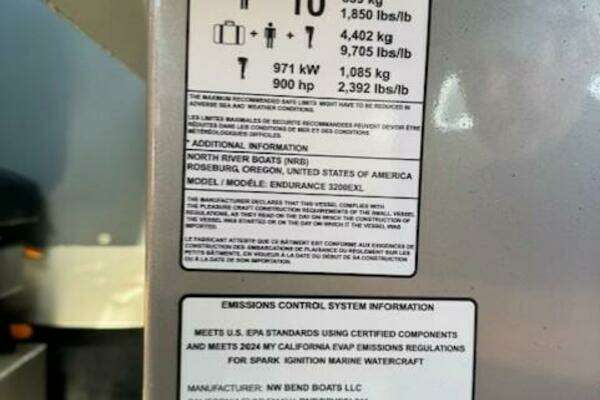 10 839 kg
1,850 lbs/lb
+ + 4,402 kg
9,705 lbs/lb
971 kW 1,085 kg
900 hp 2,392 lbs/lb
THE MAXIMUM RECOMMENDED SAFE LIMITS MIGHT HAVE TO BE REDUCED IN
ADVERSE SEA AND WEATHER CONDITIONS.
LES LIMITES MAXIMALES DE SECURITE RECOMMANDEES PEUVENT DEVOIR ÊTRE
RÉDUITES DANS LES CONDITIONS DE MER ET DES CONDITIONS
MÉTÉOROLOGIQUES DIFFICILES.
* ADDITIONAL INFORMATION
NORTH RIVER BOATS (NRB)
ROSEBURG, OREGON, UNITED STATES OF AMERICA
MODEL / MODÈLE: ENDURANCE 3200EXL
THE MANUFACTURER DECLARES THAT THIS VESSEL COMPLIES WITH
THE PLEASURE CRAFT CONSTRUCTION REQUIREMENTS OF THE SMALL VESSEL
REGULATIONS, AS THEY READ ON THE DAY ON WHICH THE CONSTRUCTION OF
THE VESSEL WAS STARTED OR ON THE DAY ON WHICH IT THE VESSEL WAS
IMPORTED.
LE FABRICANT ATTESTE QUE CE BÂTIMENT EST CONFORME AUX EXIGENCES DE
CONSTRUCTION DES EMBARCATIONS DE PLAISANCE DU RÈGLEMENT SUR LES
PETITS BÂTIMENTS, EN VIGUEUR À LA DATE DU DÉBUT DE SA CONSTRUCTION
OU À LA DATE DE SON IMPORTATION.
EMISSIONS CONTROL SYSTEM INFORMATION
MEETS U.S. EPA STANDARDS USING CERTIFIED COMPONENTS
AND MEETS 2024 MY CALIFORNIA EVAP EMISSIONS REGULATIONS
FOR SPARK IGNITION MARINE WATERCRAFT
MANUFACTURER: NW BEND BOATS LLC